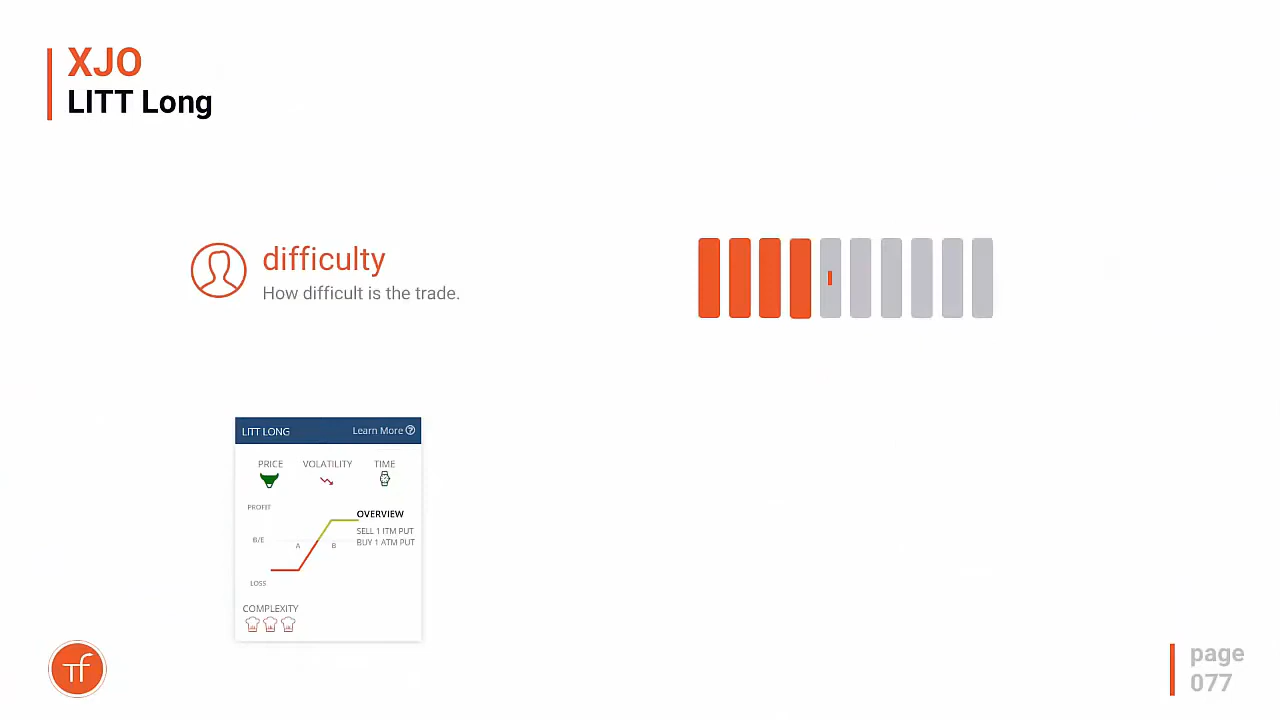 XJO
LITT Long
difficulty
How difficult is the trade.
LITT LONG
Learn More
PRICE VOLATILITY TIME
PROFIT
OVERVIEW
SELL 1 ITM PUT
B/E A B BUY 1 ATM PUT
LOSS
COMPLEXITY
TF
page
077